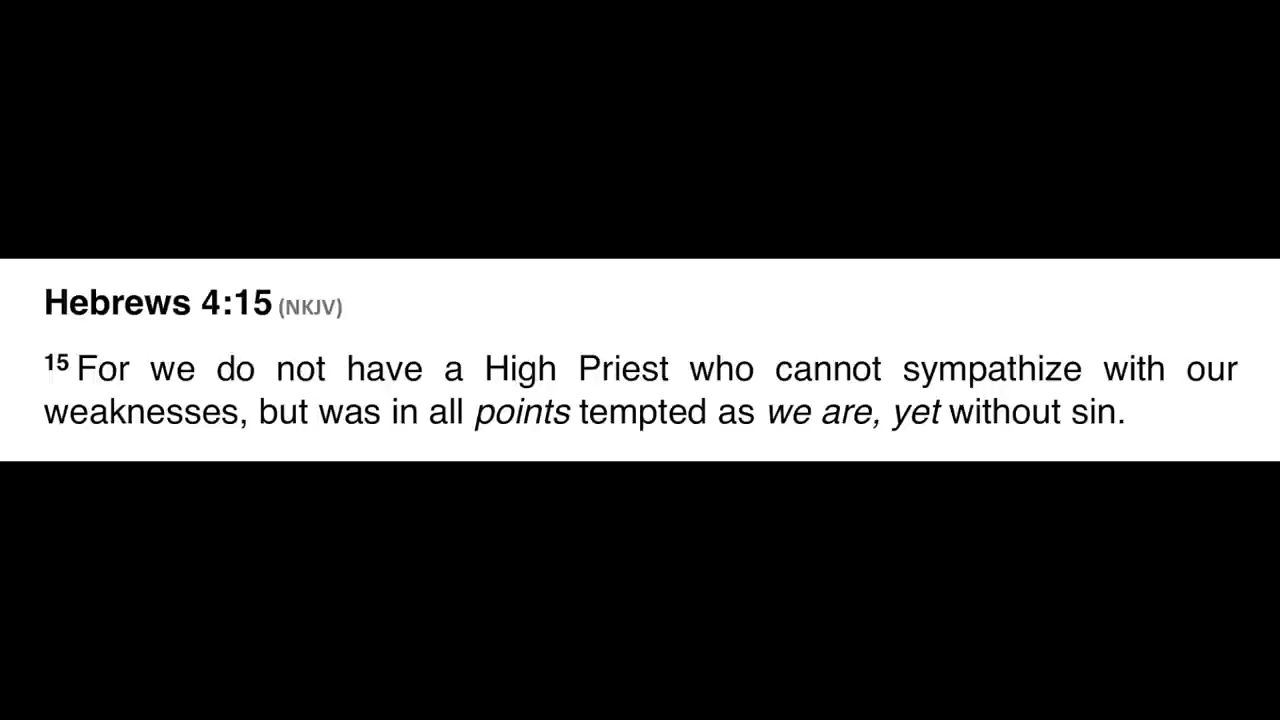 Hebrews 4:15 (NKJV)
15 For we do not have a High Priest who cannot sympathize with our
weaknesses, but was in all points tempted as we are, yet without sin.